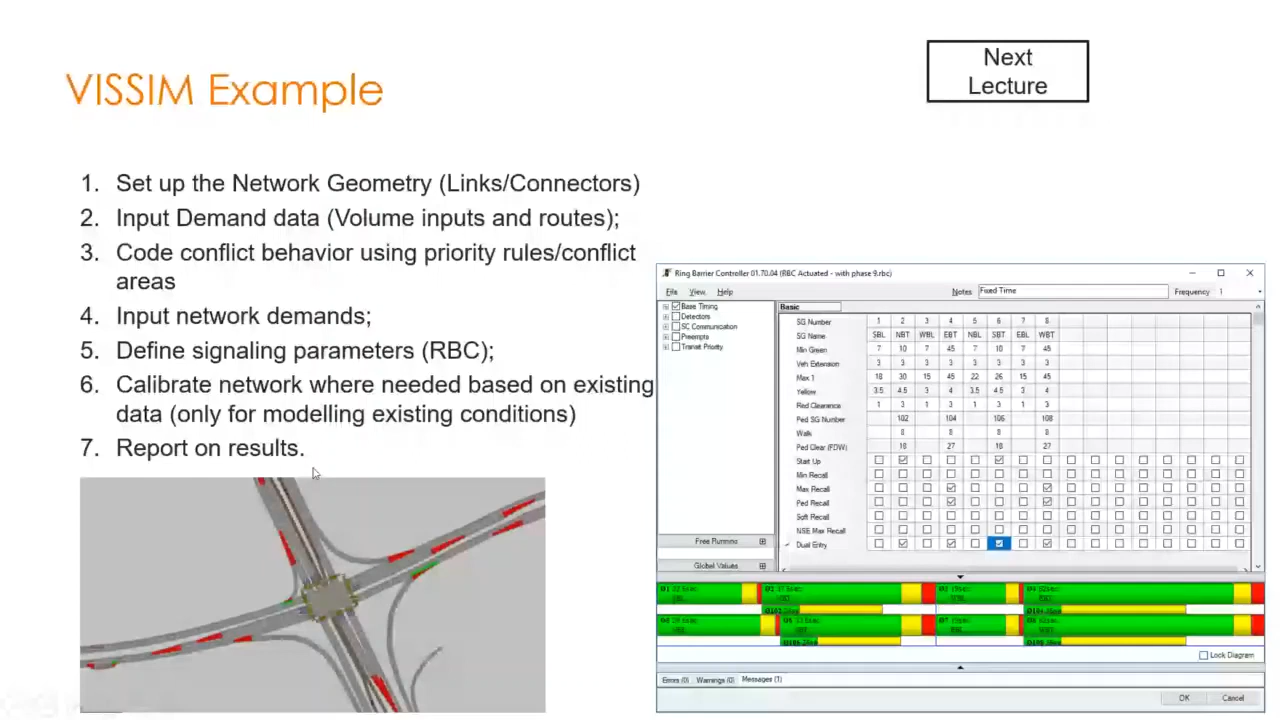 Next
Lecture
VISSIM Example
1. Set up the Network Geometry (Links/Connectors)
2. Input Demand data (Volume inputs and routes);
3. Code conflict behavior using priority rules/conflict
areas
4. Input network demands;
5. Define signaling parameters (RBC);
6. Calibrate network where needed based on existing
data (only for modelling existing conditions)
7. Report on results.
Ring Barrier Controller 01.70.04 (RBC Actuated - with phase 9.rbc)
File View Help
Notes Fixed Time
Frequency 1
Base Timing
Detectors
SC Communication
Preempts
Transit Priority
Free Running
Global Values
Basic
SG Number 1 2 3 4 5 6 7 8
SG Name SBL NBT WBL EBT NBL SBT EBL WBT
Min Green 7 10 7 45 7 10 7 45
Veh Extension 3 3 3 3 3 3 3 3
Max 1 18 30 15 45 22 26 15 45
Yellow 3.5 4.5 3 4 3.5 4.5 3 4
Red Clearance 1 3 1 3 1 3 1 3
Ped SG Number 102 104 106 108
Walk 8 8 8 8
Ped Clear (FDW) 18 27 18 27
Start Up
Min Recall
Max Recall
Ped Recall
Soft Recall
NSE Max Recall
Dual Entry
Lock Diagram
Errors (0) Warnings (0) Messages (1)
OK Cancel